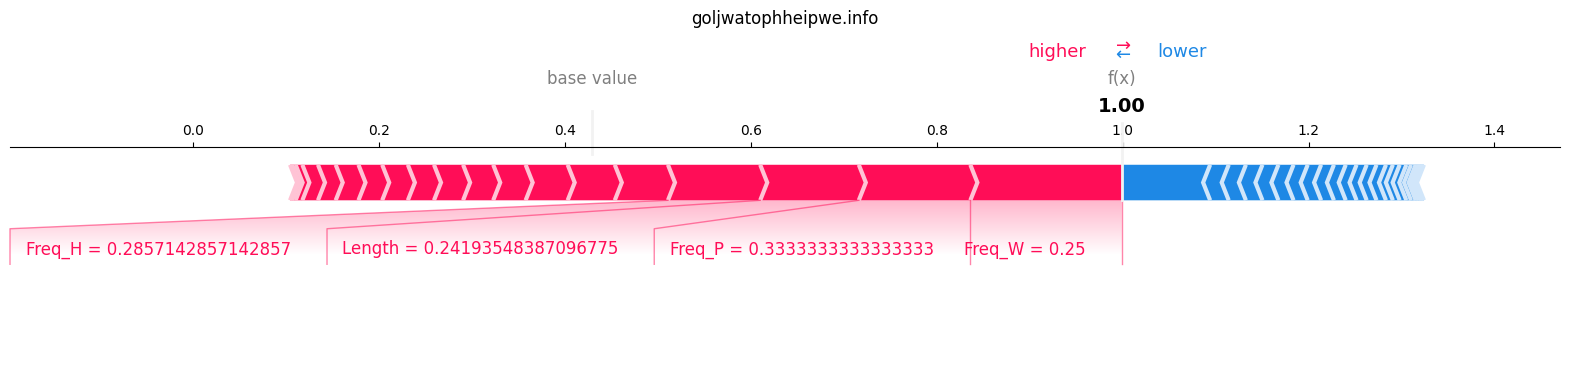 goljwatophheipwe.info
higher → ← lower
base value f(x)
1.00
0.0 0.2 0.4 0.6 0.8 1.0 1.2 1.4
Freq_H = 0.2857142857142857 Length = 0.24193548387096775 Freq_P = 0.3333333333333333 Freq_W = 0.25